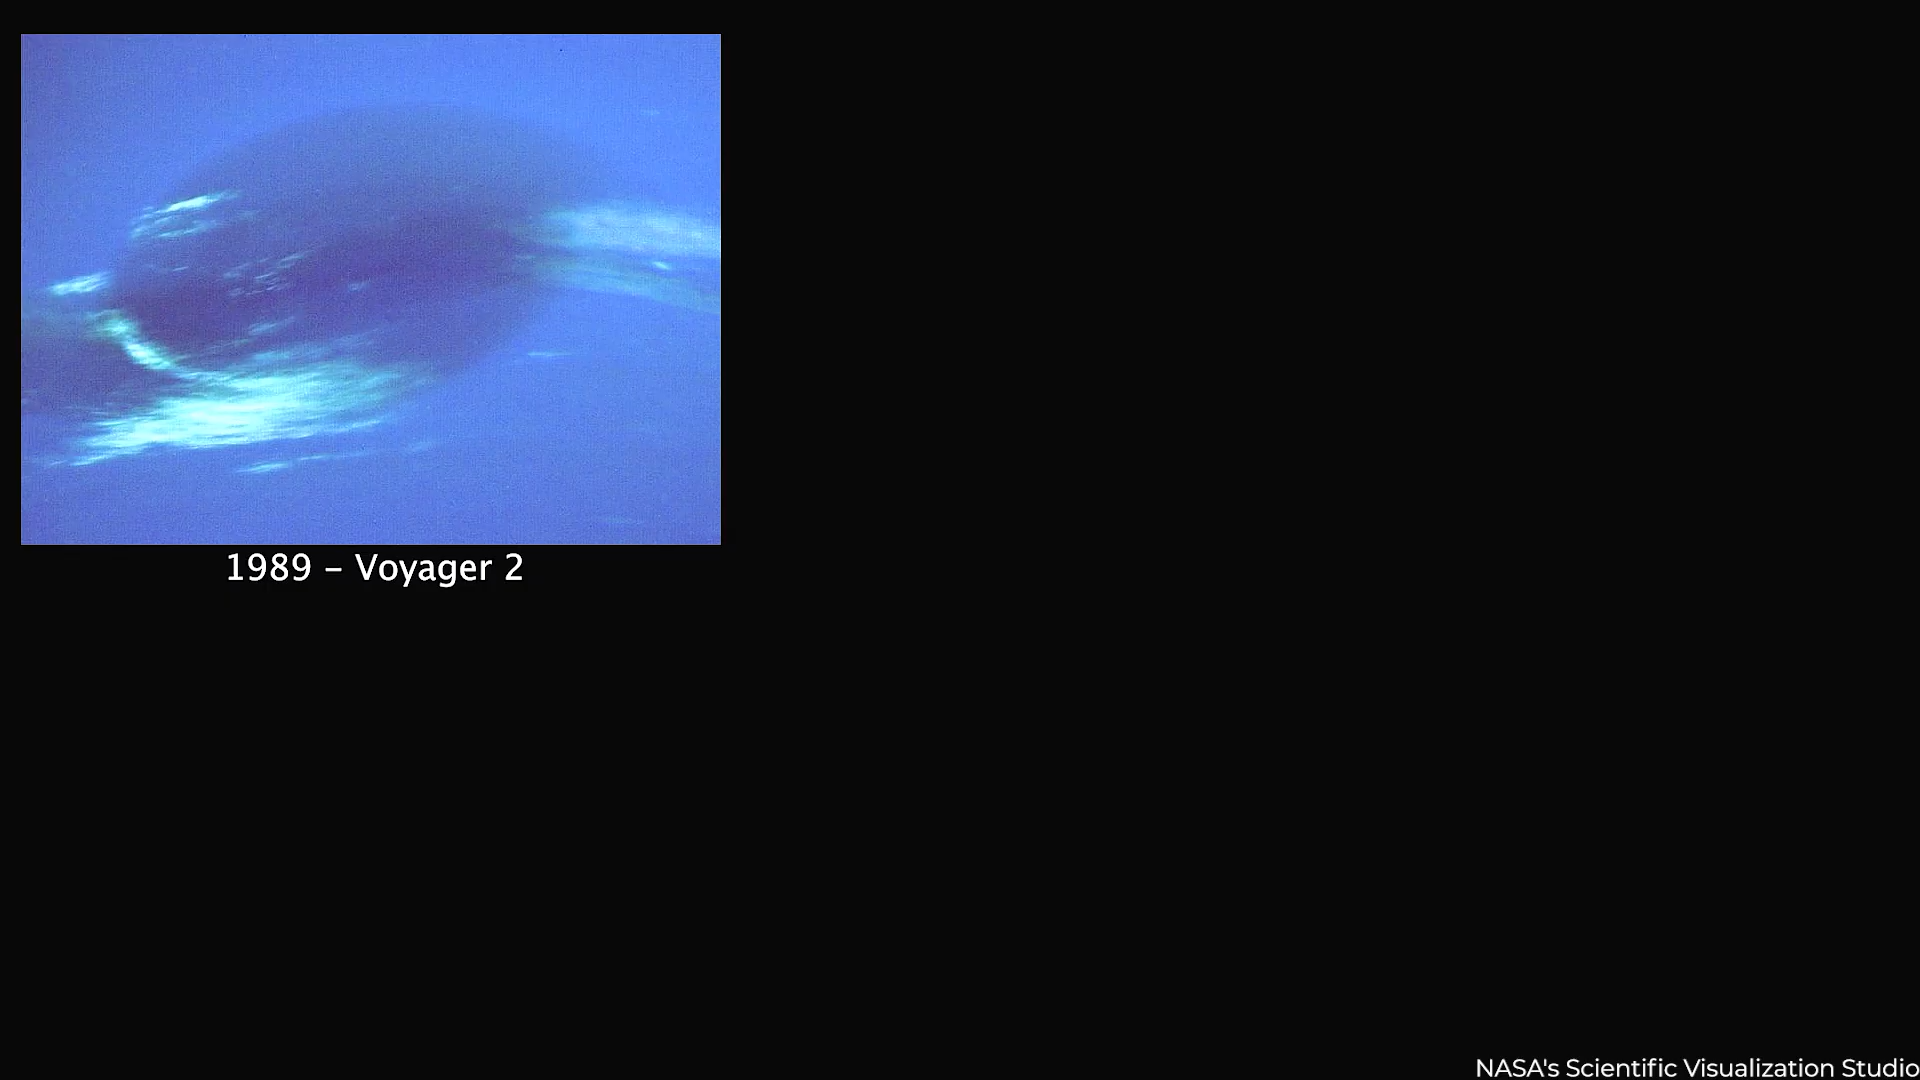 1989 – Voyager 2
NASA's Scientific Visualization Studio